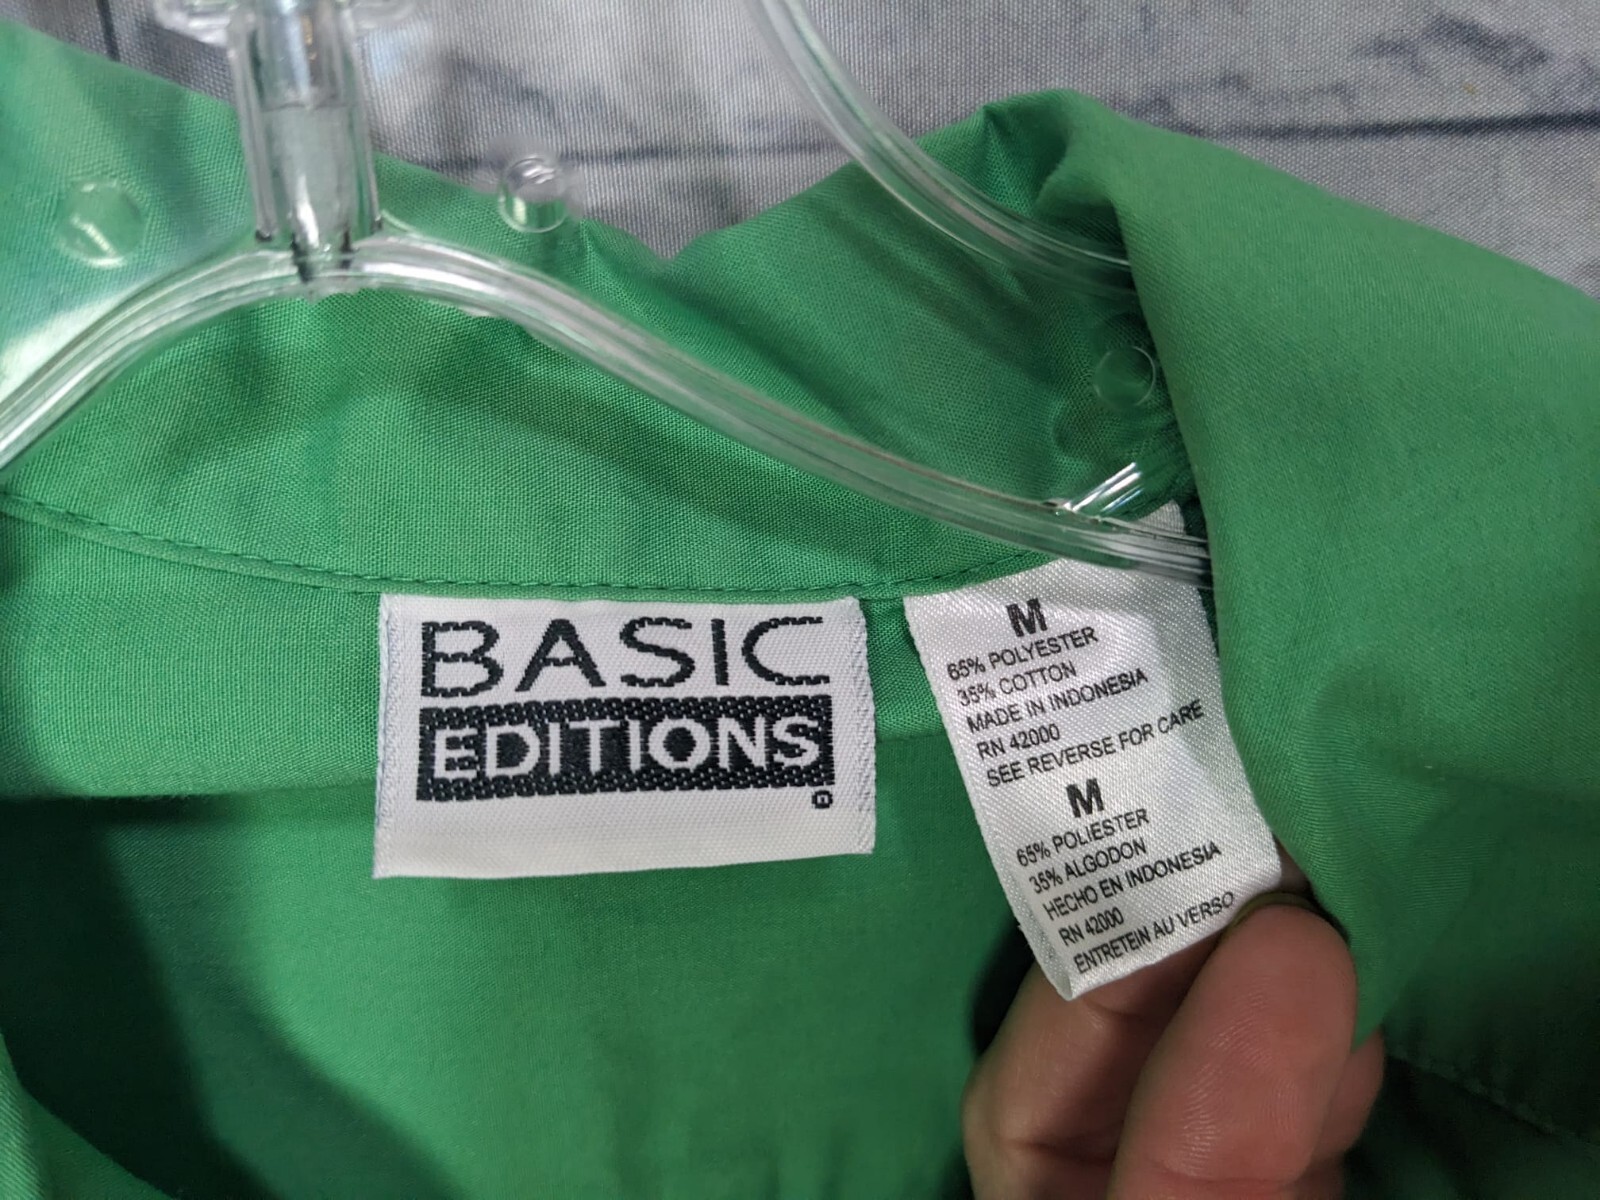 BASIC
EDITIONS
®
M
65% POLYESTER
35% COTTON
MADE IN INDONESIA
RN 42000
SEE REVERSE FOR CARE
M
65% POLIESTER
35% ALGODON
HECHO EN INDONESIA
RN 42000
ENTRETEIN AU VERSO